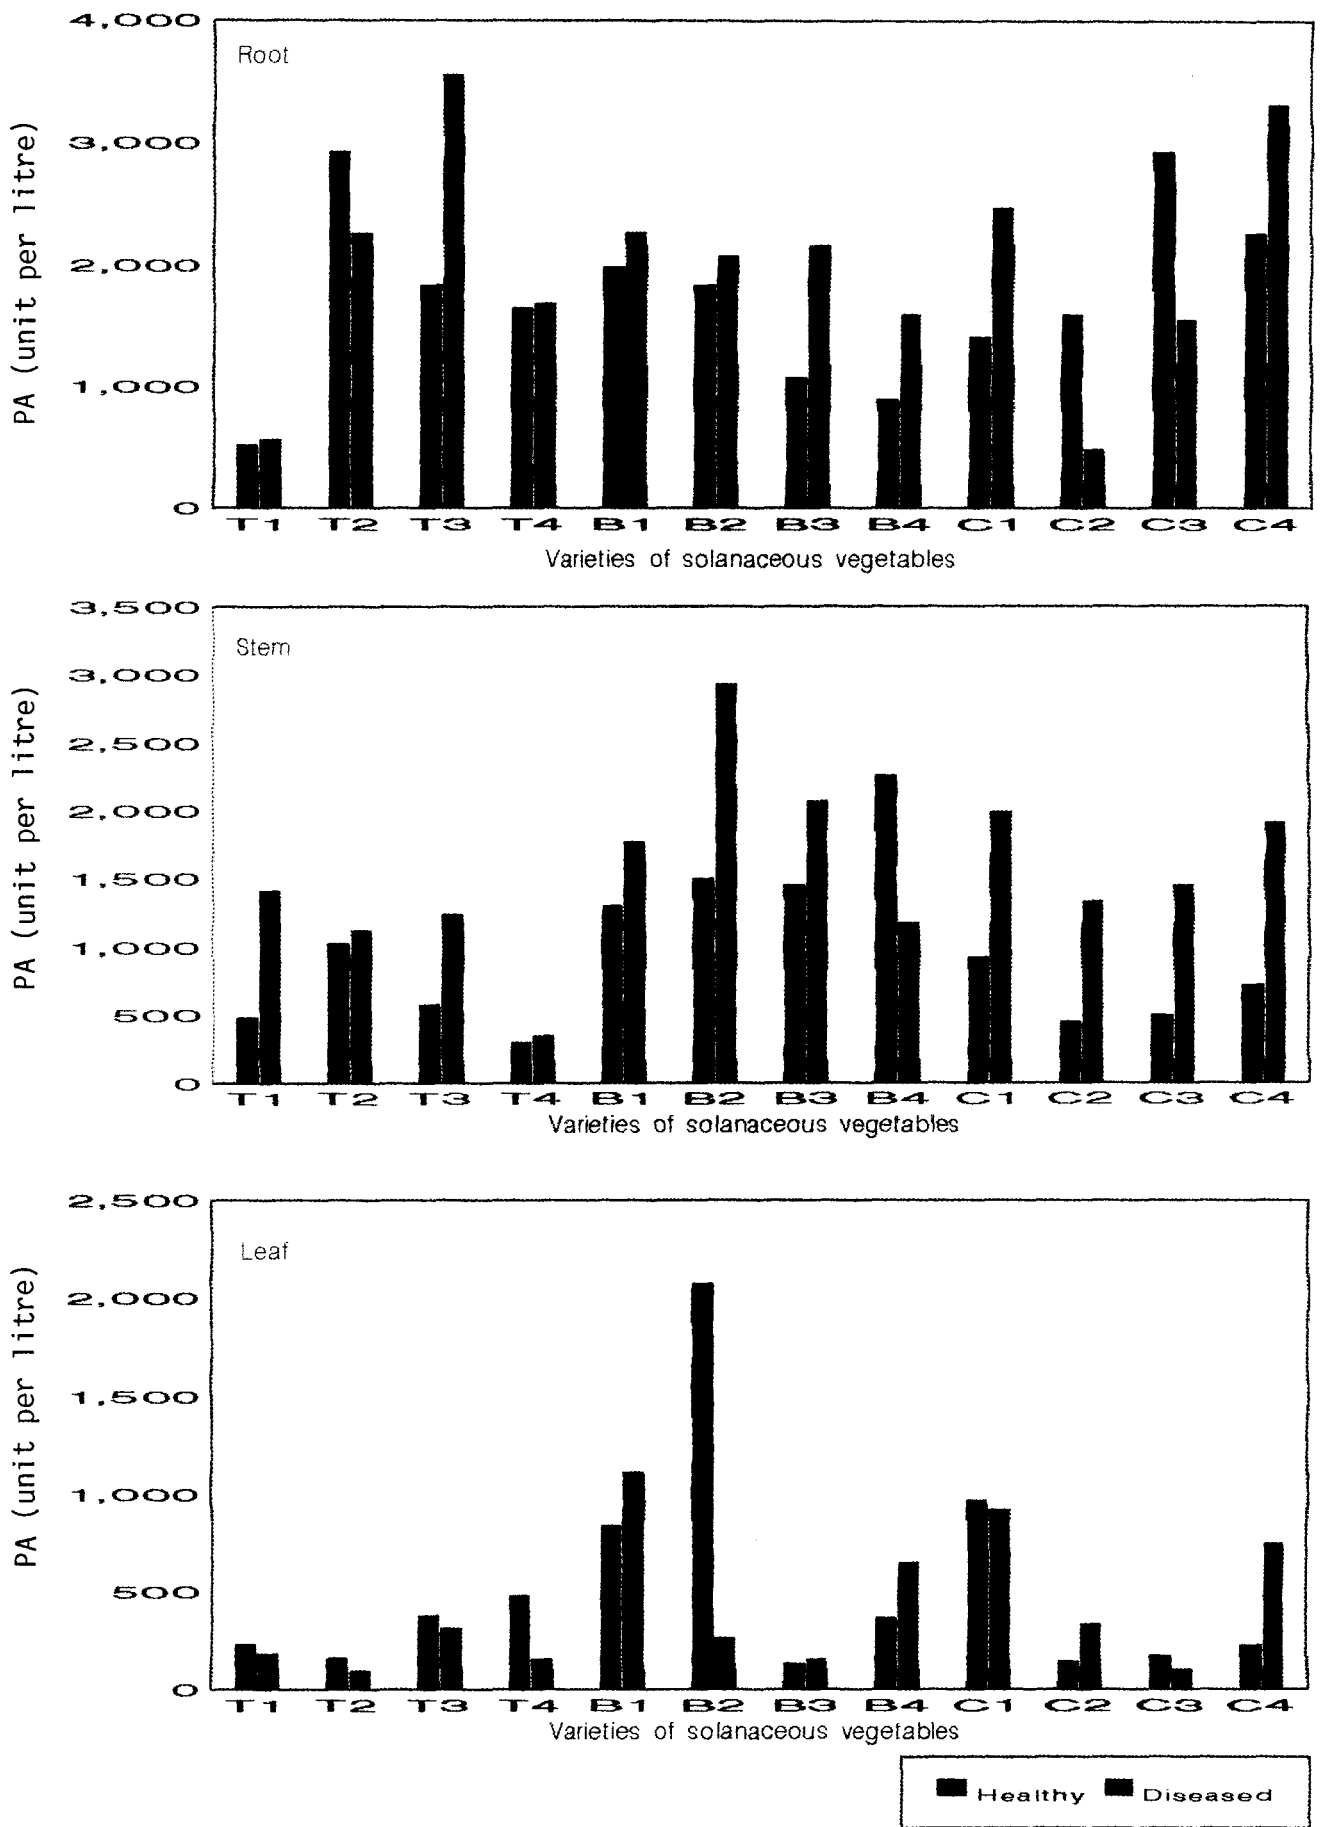 4,000
Root
3,000
2,000
1,000
0
PA (unit per litre)
T1 T2 T3 T4 B1 B2 B3 B4 C1 C2 C3 C4
Varieties of solanaceous vegetables
3,500
Stem
3,000
2,500
2,000
1,500
1,000
500
0
PA (unit per litre)
T1 T2 T3 T4 B1 B2 B3 B4 C1 C2 C3 C4
Varieties of solanaceous vegetables
2,500
Leaf
2,000
1,500
1,000
500
0
PA (unit per litre)
T1 T2 T3 T4 B1 B2 B3 B4 C1 C2 C3 C4
Varieties of solanaceous vegetables
Healthy Diseased